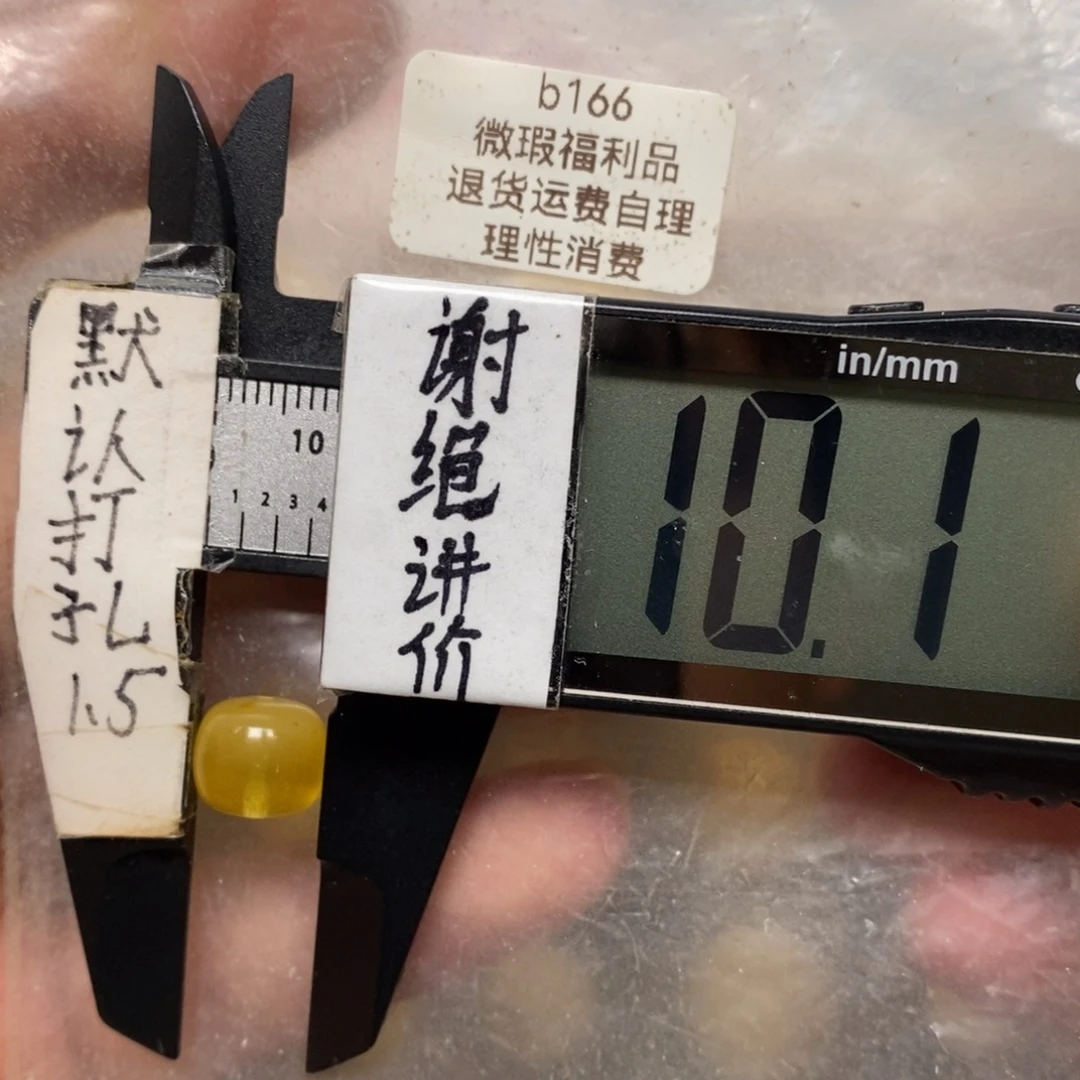 b166
微瑕福利品
退货运费自理
理性消费
默认打孔1.5
谢绝讲价
in/mm
10
1 2 3 4
10.1